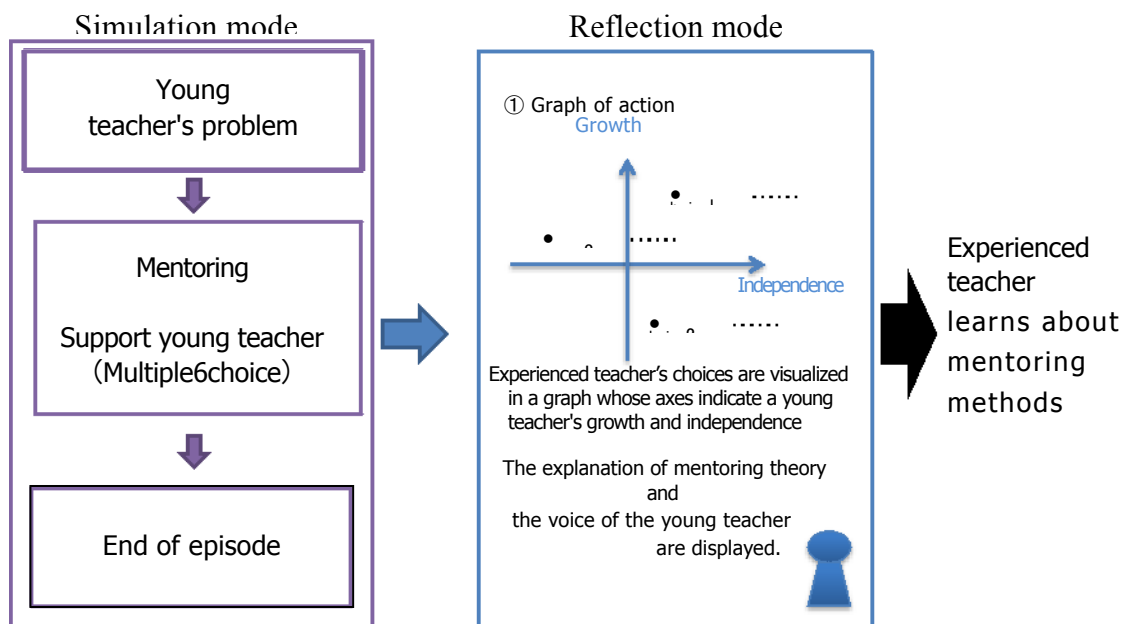 Simulation mode
Young
teacher's problem
Mentoring
Support young teacher
（Multiple6choice）
End of episode
Reflection mode
① Graph of action
Growth
Independence
Experienced teacher’s choices are visualized
in a graph whose axes indicate a young
teacher's growth and independence
The explanation of mentoring theory
and
the voice of the young teacher
are displayed.
Experienced
teacher
learns about
mentoring
methods